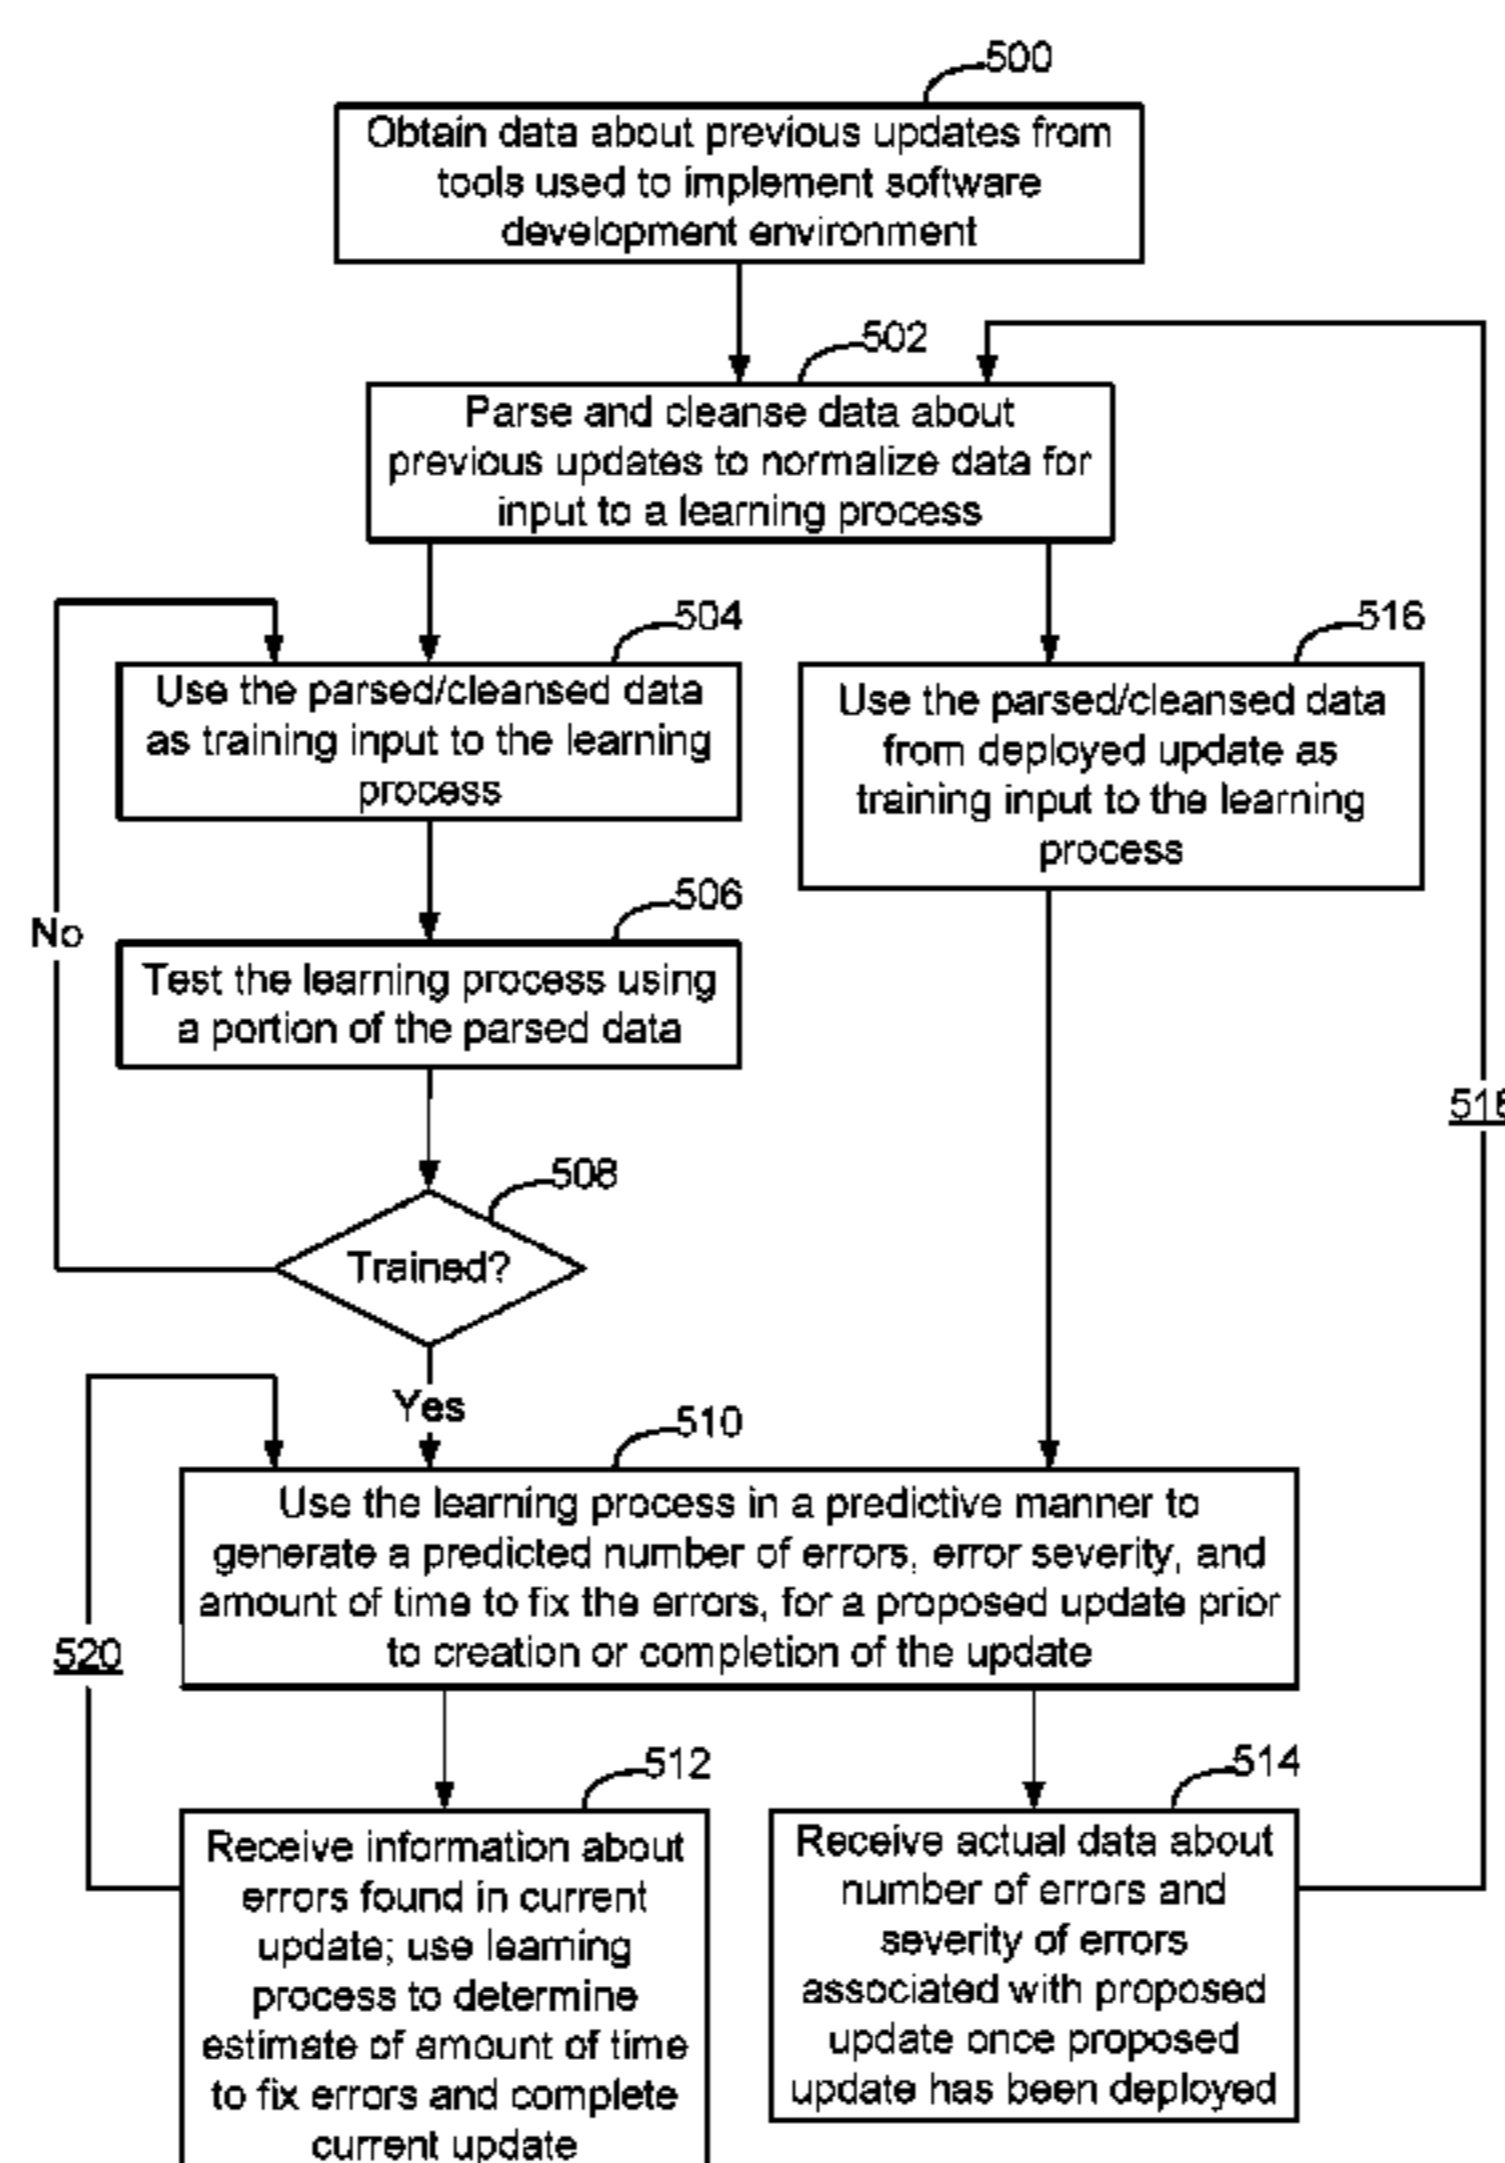 500
Obtain data about previous updates from
tools used to implement software
development environment
502
Parse and cleanse data about
previous updates to normalize data for
input to a learning process
504
Use the parsed/cleansed data
as training input to the learning
process
516
Use the parsed/cleansed data
from deployed update as
training input to the learning
process
No
506
Test the learning process using
a portion of the parsed data
508
Trained?
Yes
510
Use the learning process in a predictive manner to
generate a predicted number of errors, error severity, and
amount of time to fix the errors, for a proposed update prior
to creation or completion of the update
520
512
Receive information about
errors found in current
update; use learning
process to determine
estimate of amount of time
to fix errors and complete
current update
514
Receive actual data about
number of errors and
severity of errors
associated with proposed
update once proposed
update has been deployed